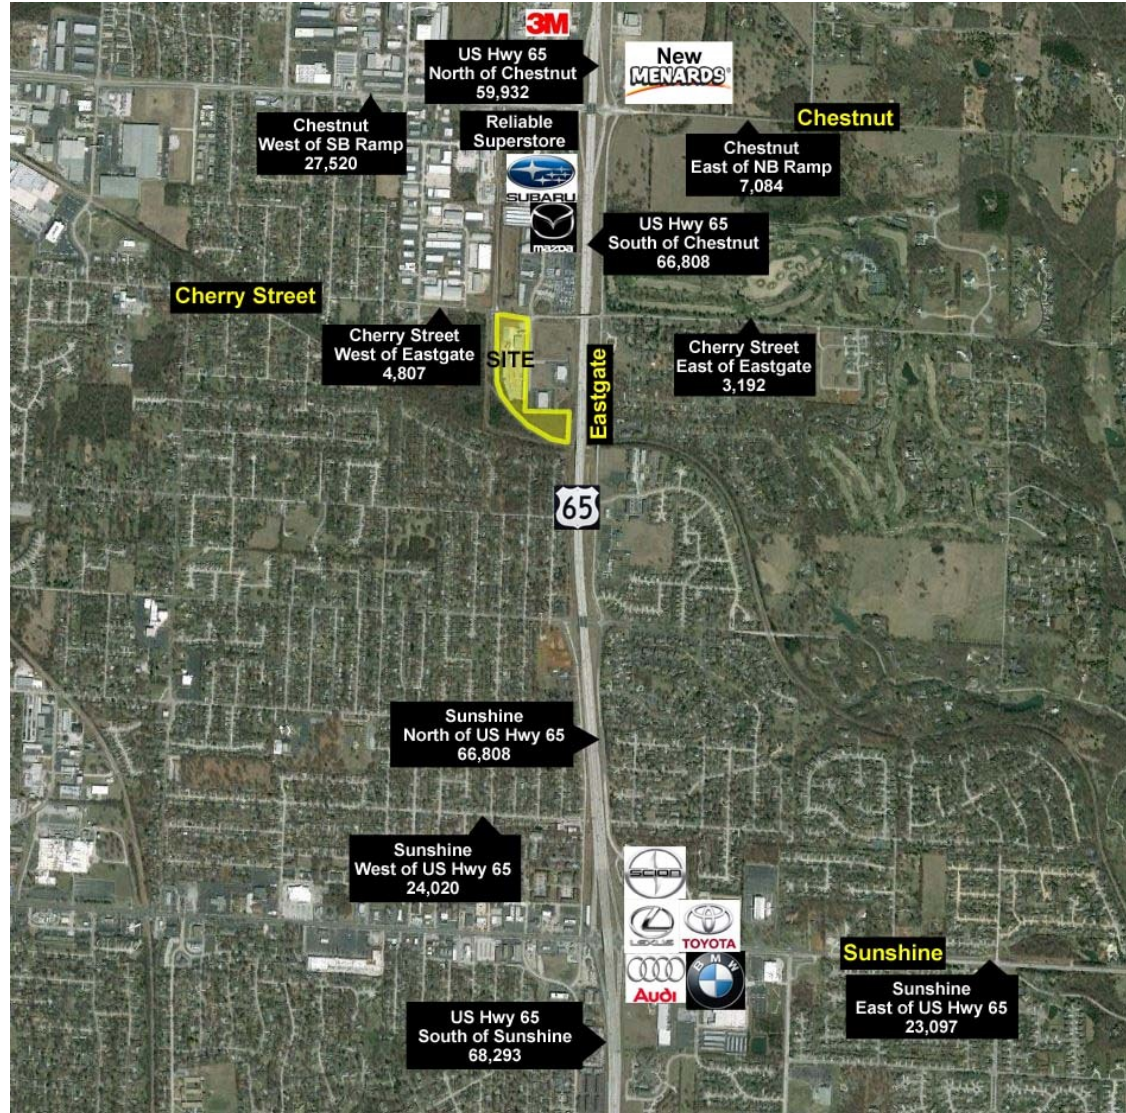 3M
US Hwy 65
North of Chestnut
59,932
New
MENARDS®
Chestnut
West of SB Ramp
27,520
Reliable
Superstore
Chestnut
Chestnut
East of NB Ramp
7,084
SUBARU
mazda
US Hwy 65
South of Chestnut
66,808
Cherry Street
Cherry Street
West of Eastgate
4,807
SITE
Eastgate
Cherry Street
East of Eastgate
3,192
65
Sunshine
North of US Hwy 65
66,808
Sunshine
West of US Hwy 65
24,020
SCION
LEXUS
TOYOTA
Audi
BMW
Sunshine
Sunshine
East of US Hwy 65
23,097
US Hwy 65
South of Sunshine
68,293